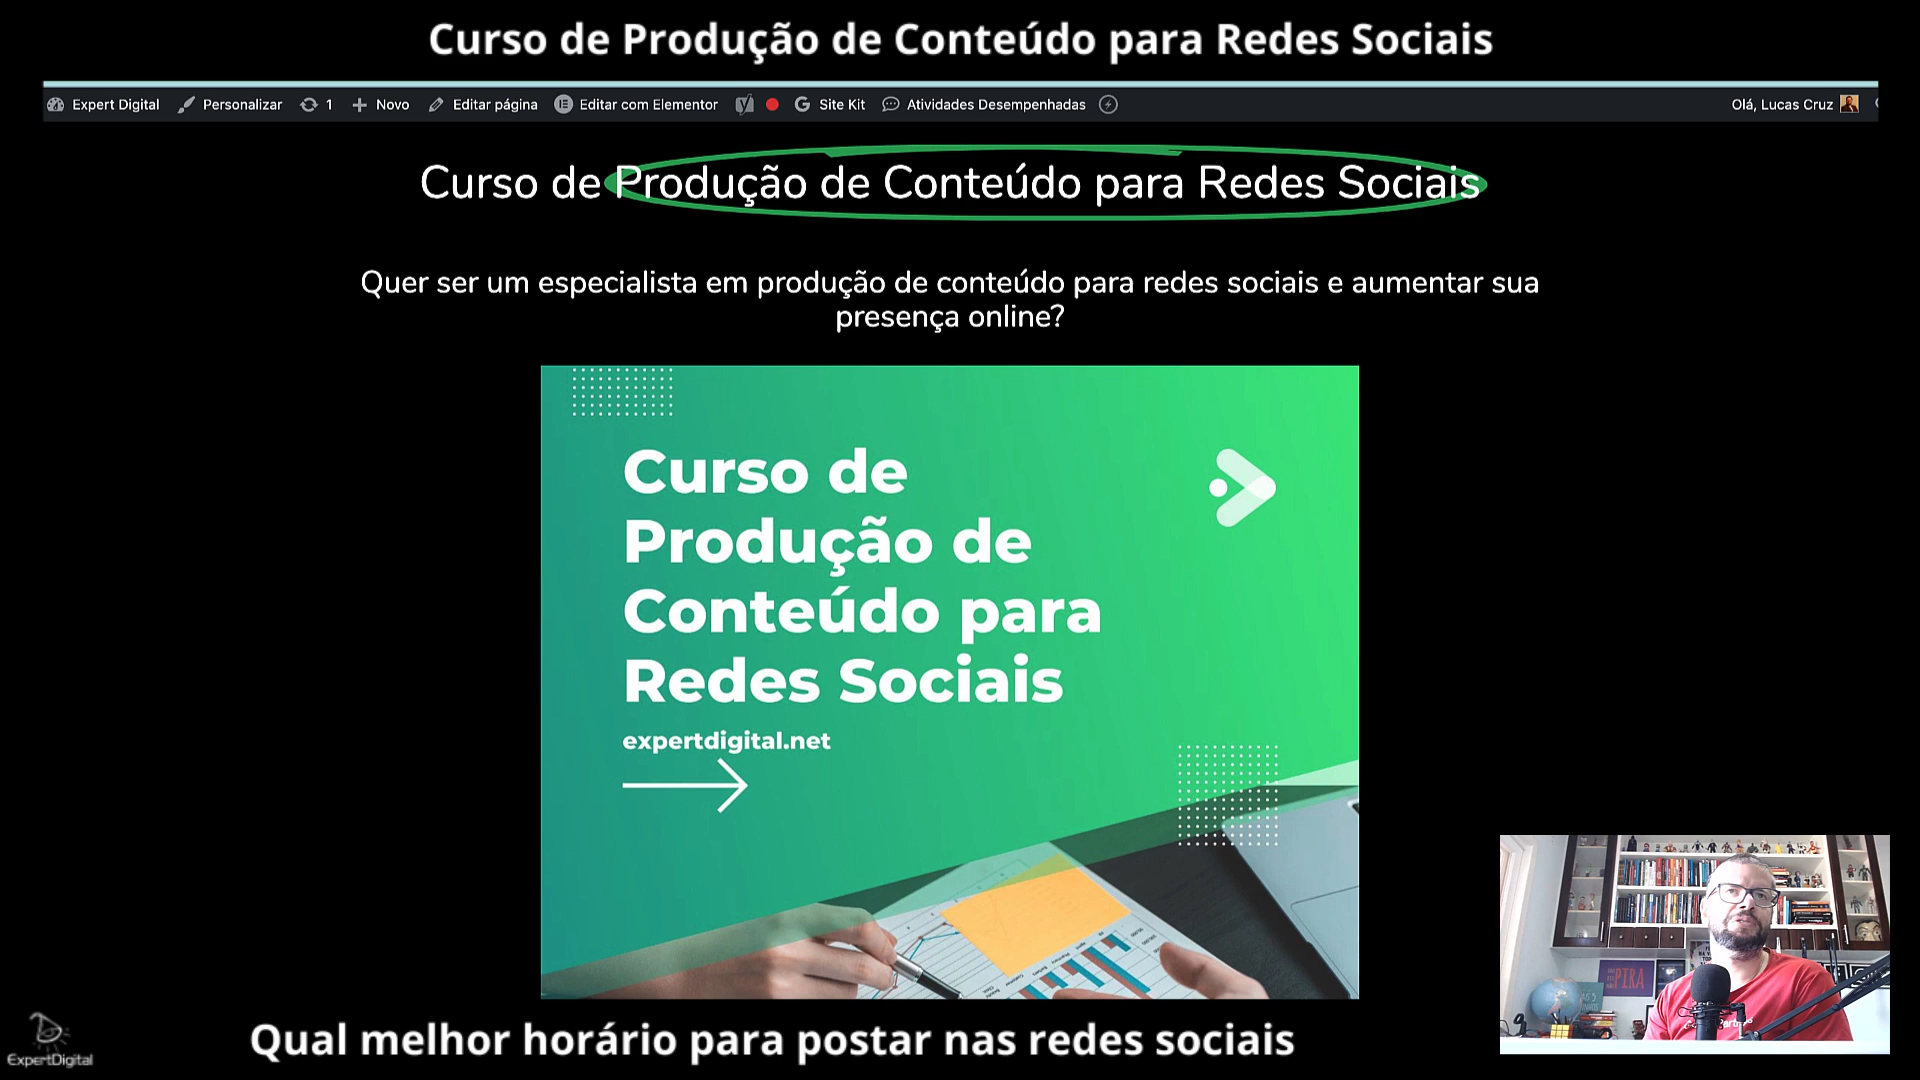 Curso de Produção de Conteúdo para Redes Sociais
Expert Digital Personalizar 1 Novo Editar página Editar com Elementor Site Kit Atividades Desempenhadas Olá, Lucas Cruz
Curso de Produção de Conteúdo para Redes Sociais
Quer ser um especialista em produção de conteúdo para redes sociais e aumentar sua
presença online?
Curso de
Produção de
Conteúdo para
Redes Sociais
expertdigital.net
PIRA
ExpertDigital
Qual melhor horário para postar nas redes sociais